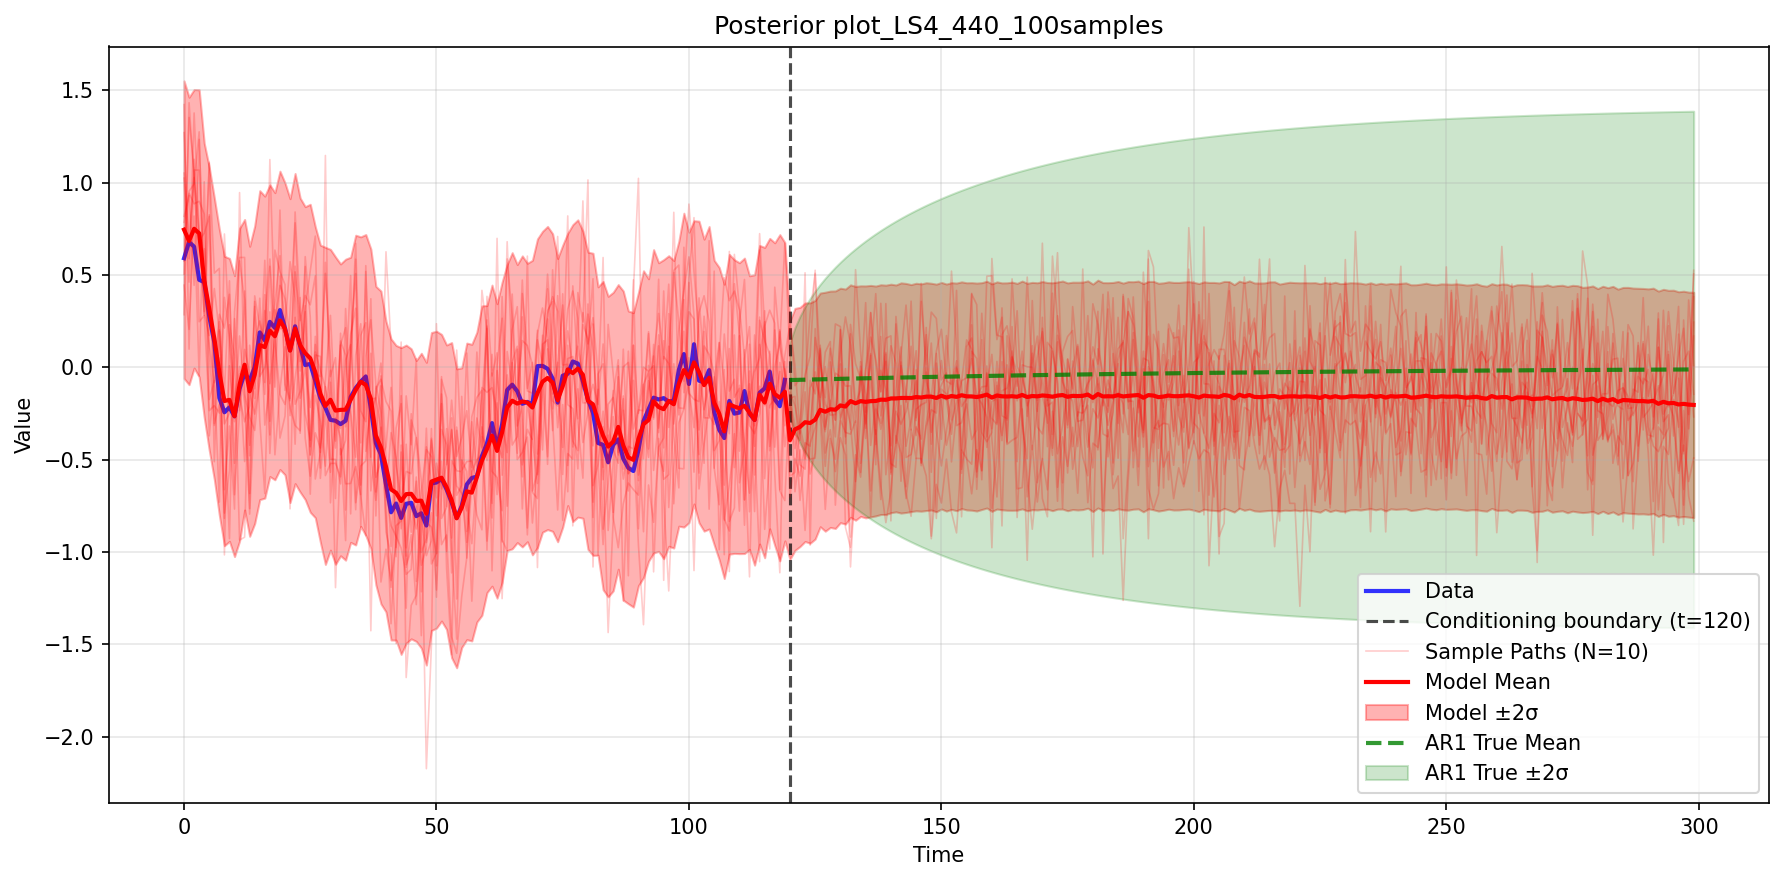 Posterior plot_LS4_440_100samples
1.5
1.0
0.5
0.0
−0.5
−1.0
−1.5
−2.0
Value
0 50 100 150 200 250 300
Time
Data
Conditioning boundary (t=120)
Sample Paths (N=10)
Model Mean
Model ±2σ
AR1 True Mean
AR1 True ±2σ